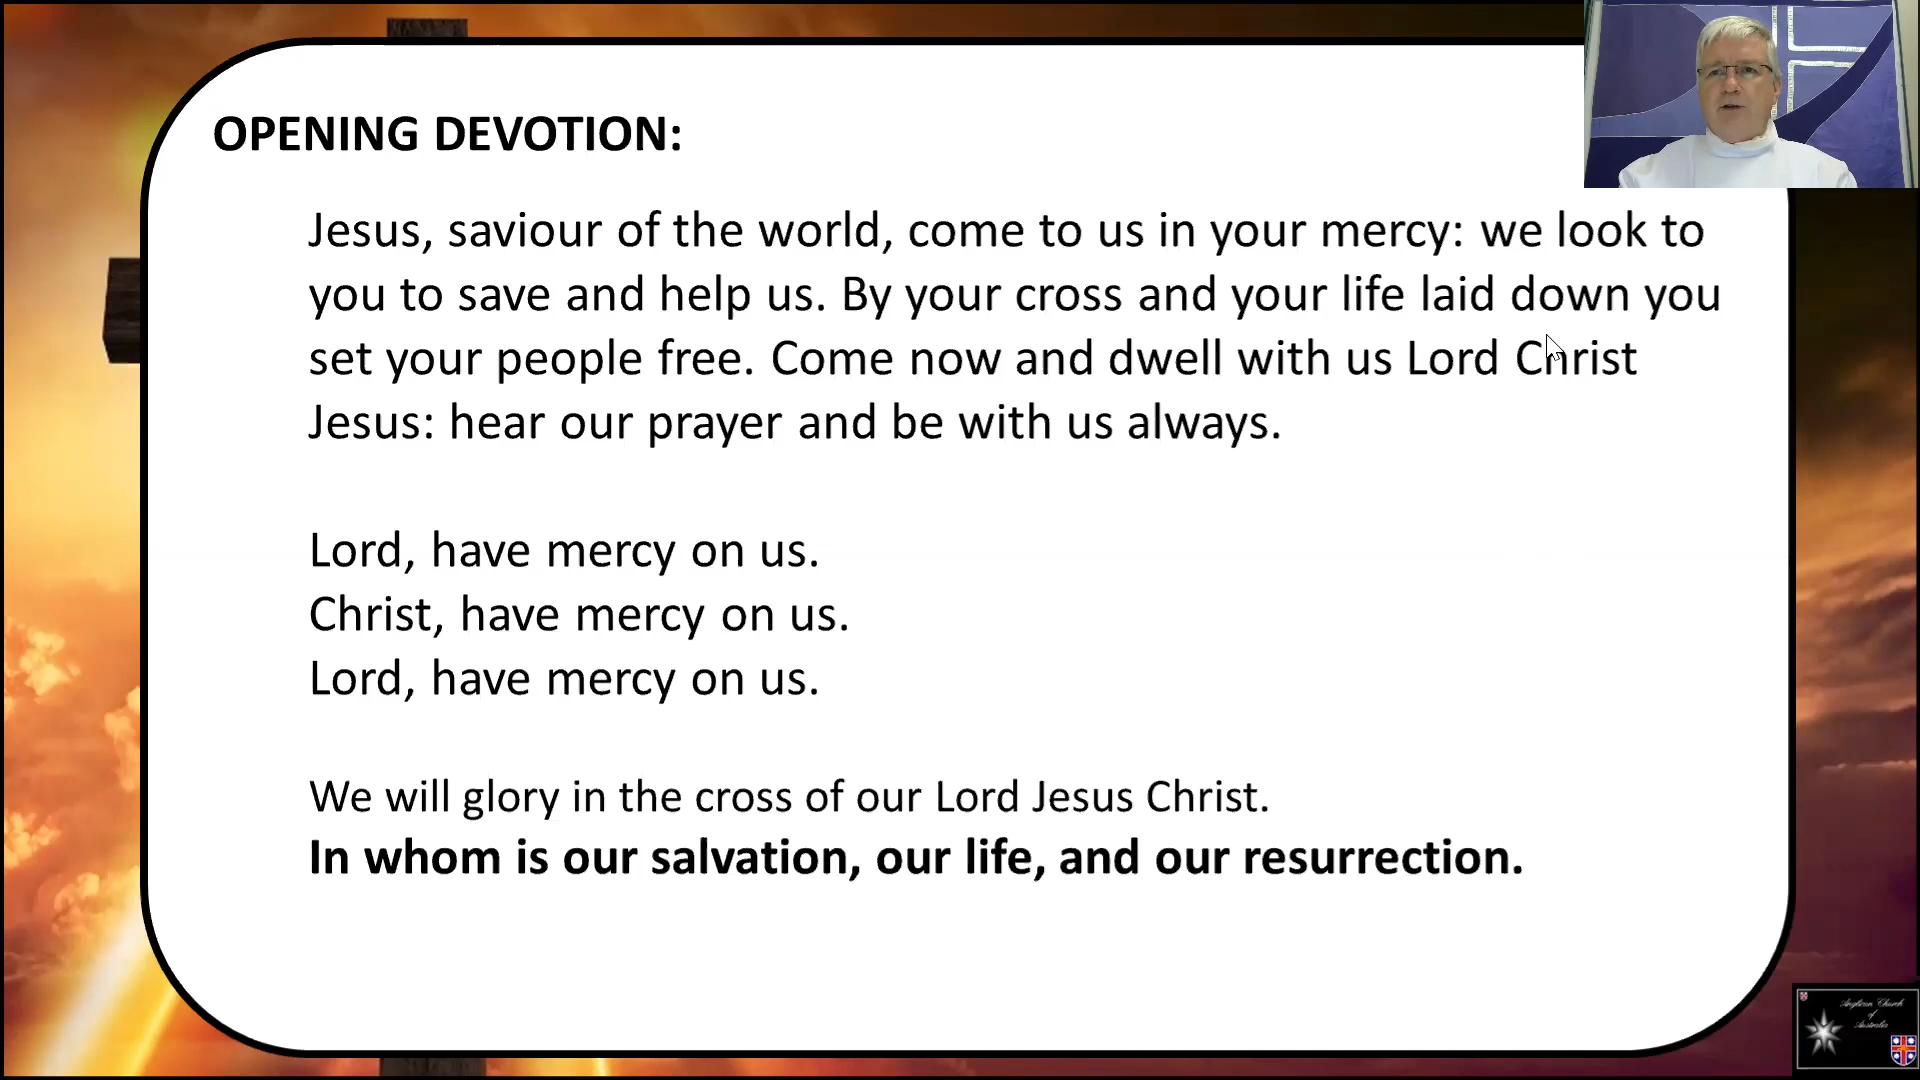 OPENING DEVOTION:
Jesus, saviour of the world, come to us in your mercy: we look to
you to save and help us. By your cross and your life laid down you
set your people free. Come now and dwell with us Lord Christ
Jesus: hear our prayer and be with us always.
Lord, have mercy on us.
Christ, have mercy on us.
Lord, have mercy on us.
We will glory in the cross of our Lord Jesus Christ.
In whom is our salvation, our life, and our resurrection.
Anglican Church
of
Australia